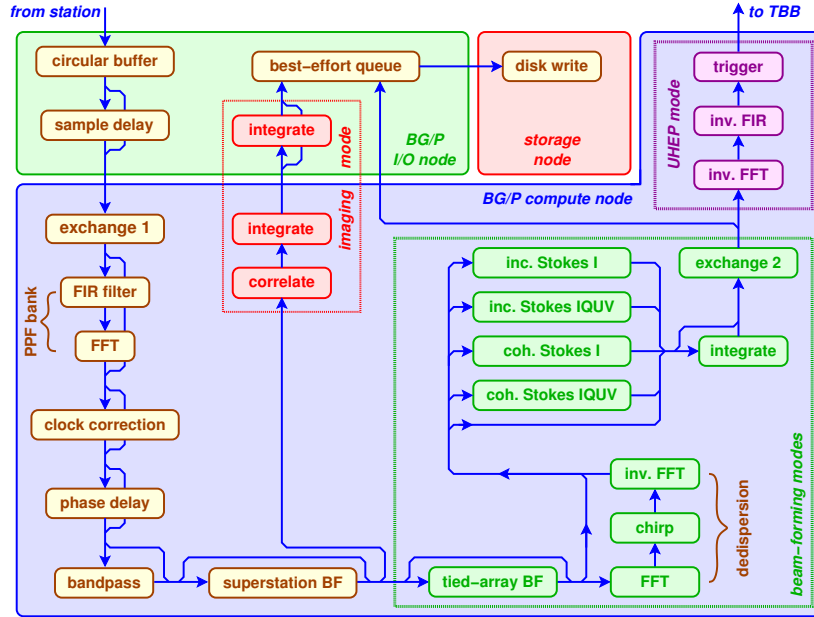 from station
to TBB
circular buffer
best−effort queue
disk write
trigger
sample delay
integrate
inv. FIR
UHEP mode
BG/P
I/O node
storage
node
imaging mode
inv. FFT
BG/P compute node
exchange 1
integrate
correlate
FIR filter
PPF bank
FFT
inc. Stokes I
exchange 2
inc. Stokes IQUV
coh. Stokes I
integrate
coh. Stokes IQUV
clock correction
phase delay
inv. FFT
chirp
dedispersion
beam−forming modes
bandpass
superstation BF
tied−array BF
FFT